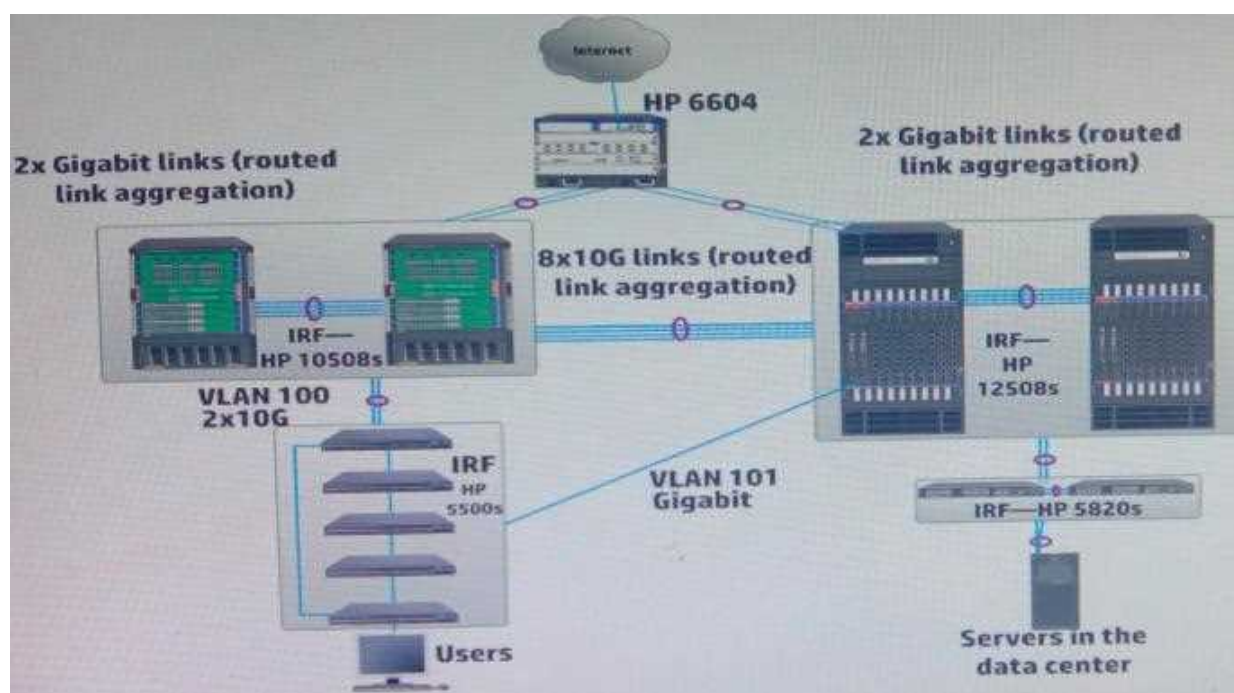 Internet
HP 6604
2x Gigabit links (routed
link aggregation)
2x Gigabit links (routed
link aggregation)
8x10G links (routed
link aggregation)
IRF—
HP 10508s
IRF—
HP
12508s
VLAN 100
2x10G
IRF
HP
5500s
VLAN 101
Gigabit
IRF—HP 5820s
Users
Servers in the
data center